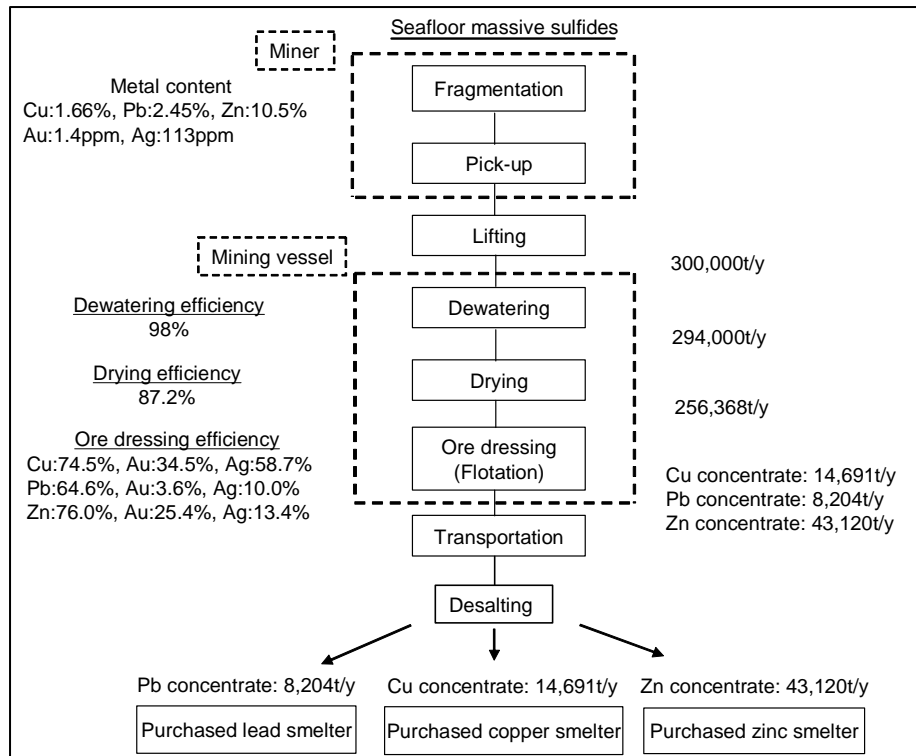 Seafloor massive sulfides
Miner
Metal content
Cu:1.66%, Pb:2.45%, Zn:10.5%
Au:1.4ppm, Ag:113ppm
Fragmentation
Pick-up
Lifting
Mining vessel
300,000t/y
Dewatering efficiency
98%
Dewatering
294,000t/y
Drying efficiency
87.2%
Drying
256,368t/y
Ore dressing efficiency
Cu:74.5%, Au:34.5%, Ag:58.7%
Pb:64.6%, Au:3.6%, Ag:10.0%
Zn:76.0%, Au:25.4%, Ag:13.4%
Ore dressing
(Flotation)
Cu concentrate: 14,691t/y
Pb concentrate: 8,204t/y
Zn concentrate: 43,120t/y
Transportation
Desalting
Pb concentrate: 8,204t/y
Cu concentrate: 14,691t/y
Zn concentrate: 43,120t/y
Purchased lead smelter
Purchased copper smelter
Purchased zinc smelter